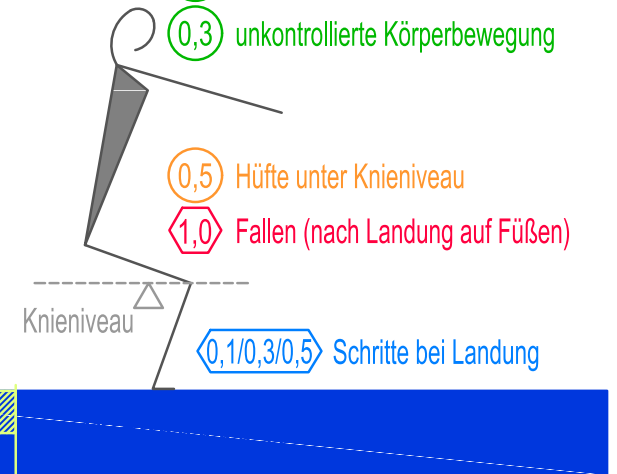 0,3 unkontrollierte Körperbewegung
0,5 Hüfte unter Knieniveau
1,0 Fallen (nach Landung auf Füßen)
Knieniveau
0,1/0,3/0,5 Schritte bei Landung